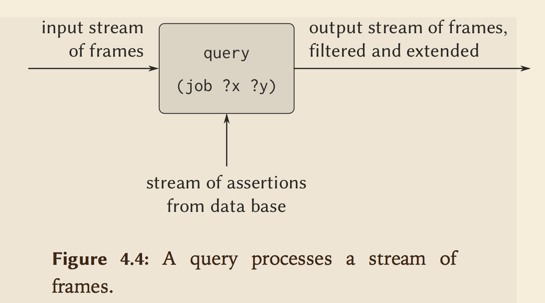 input stream
of frames
query
(job ?x ?y)
output stream of frames,
filtered and extended
stream of assertions
from data base
Figure 4.4: A query processes a stream of
frames.